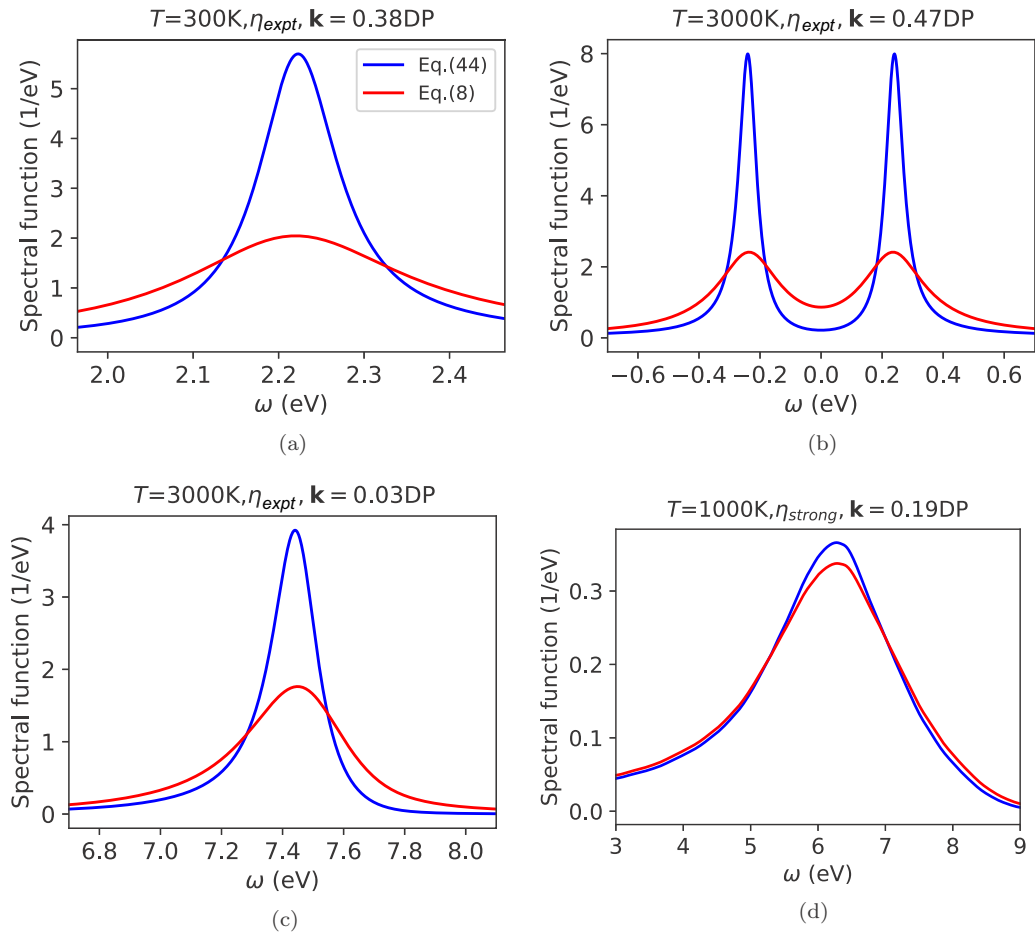 T=300K,ηexpt, k = 0.38DP
Spectral function (1/eV)
5
4
3
2
1
0
Eq.(44)
Eq.(8)
2.0 2.1 2.2 2.3 2.4
ω (eV)
(a)
T=3000K,ηexpt, k = 0.47DP
Spectral function (1/eV)
8
6
4
2
0
−0.6 −0.4 −0.2 0.0 0.2 0.4 0.6
ω (eV)
(b)
T=3000K,ηexpt, k = 0.03DP
Spectral function (1/eV)
4
3
2
1
0
6.8 7.0 7.2 7.4 7.6 7.8 8.0
ω (eV)
(c)
T=1000K,ηstrong, k = 0.19DP
Spectral function (1/eV)
0.3
0.2
0.1
0.0
3 4 5 6 7 8 9
ω (eV)
(d)